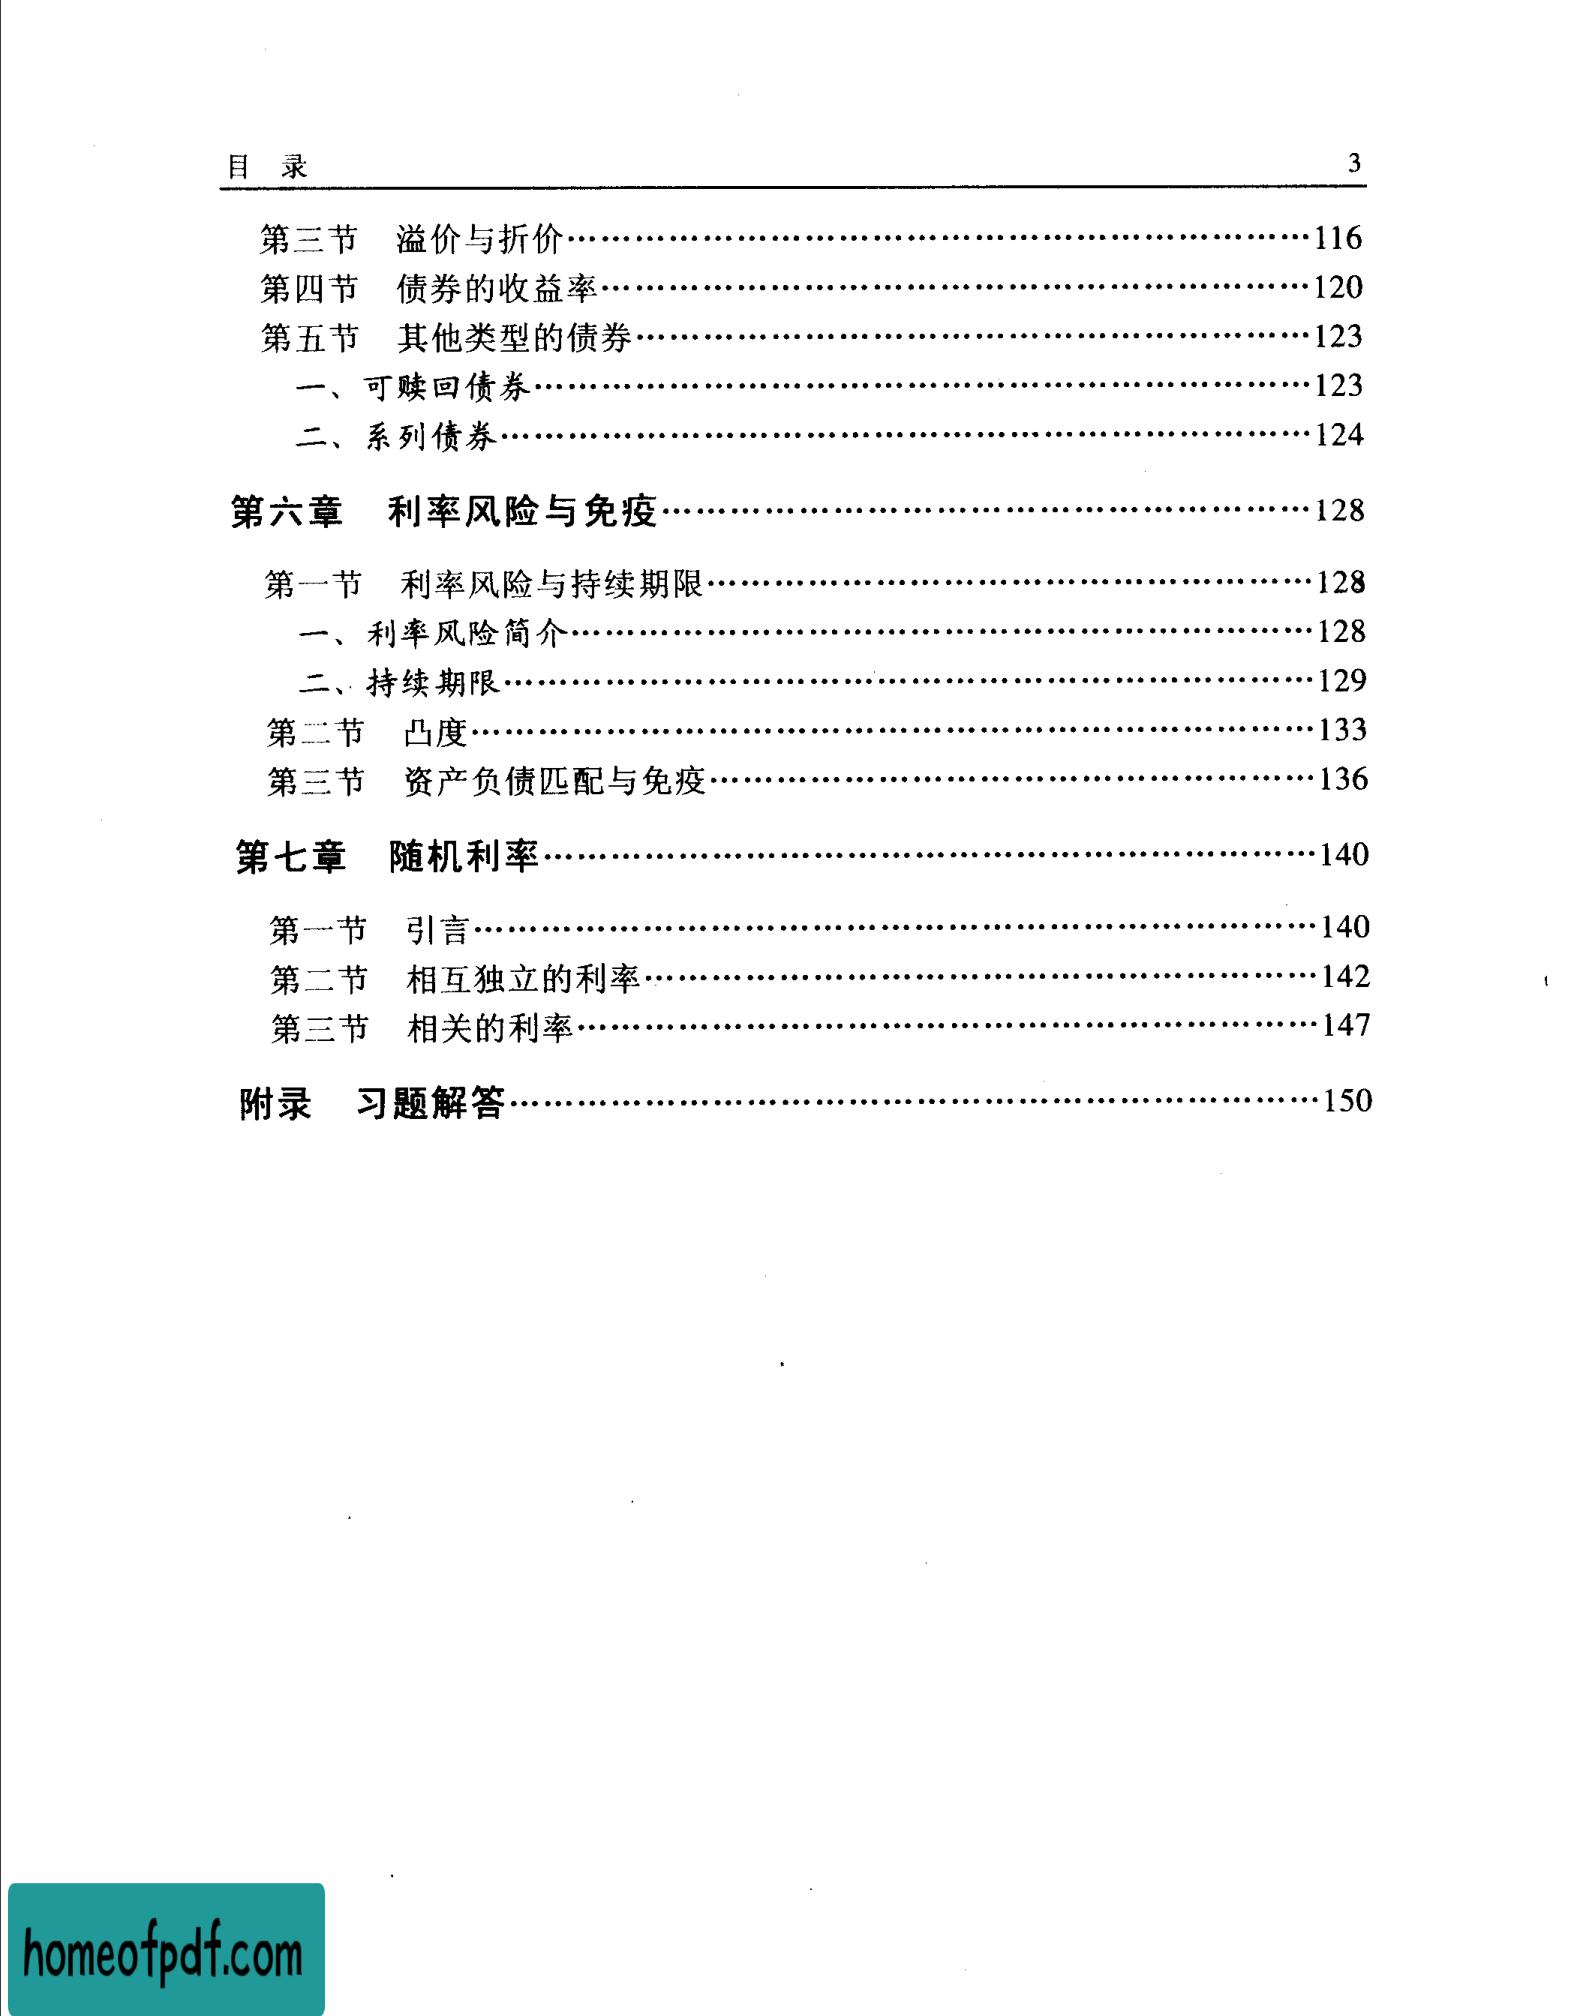 目 录 3
第三节 溢价与折价……………………………………………………116
第四节 债券的收益率…………………………………………………120
第五节 其他类型的债券………………………………………………123
一、可赎回债券………………………………………………………123
二、系列债券…………………………………………………………124
第六章 利率风险与免疫………………………………………………128
第一节 利率风险与持续期限…………………………………………128
一、利率风险简介……………………………………………………128
二、持续期限…………………………………………………………129
第二节 凸度……………………………………………………………133
第三节 资产负债匹配与免疫…………………………………………136
第七章 随机利率………………………………………………………140
第一节 引言……………………………………………………………140
第二节 相互独立的利率………………………………………………142
第三节 相关的利率……………………………………………………147
附录 习题解答…………………………………………………………150
homeofpdf.com